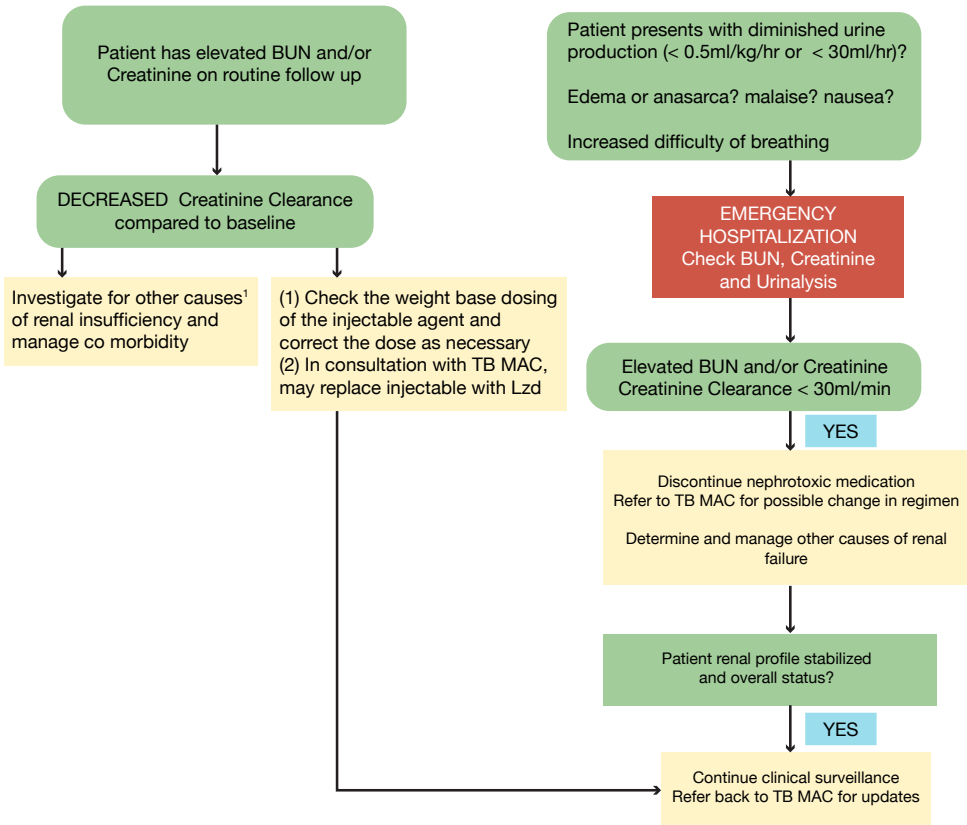 Patient has elevated BUN and/or
Creatinine on routine follow up
DECREASED Creatinine Clearance
compared to baseline
Investigate for other causes¹
of renal insufficiency and
manage co morbidity
(1) Check the weight base dosing
of the injectable agent and
correct the dose as necessary
(2) In consultation with TB MAC,
may replace injectable with Lzd
Patient presents with diminished urine
production (< 0.5ml/kg/hr or < 30ml/hr)?
Edema or anasarca? malaise? nausea?
Increased difficulty of breathing
EMERGENCY
HOSPITALIZATION
Check BUN, Creatinine
and Urinalysis
Elevated BUN and/or Creatinine
Creatinine Clearance < 30ml/min
YES
Discontinue nephrotoxic medication
Refer to TB MAC for possible change in regimen
Determine and manage other causes of renal
failure
Patient renal profile stabilized
and overall status?
YES
Continue clinical surveillance
Refer back to TB MAC for updates